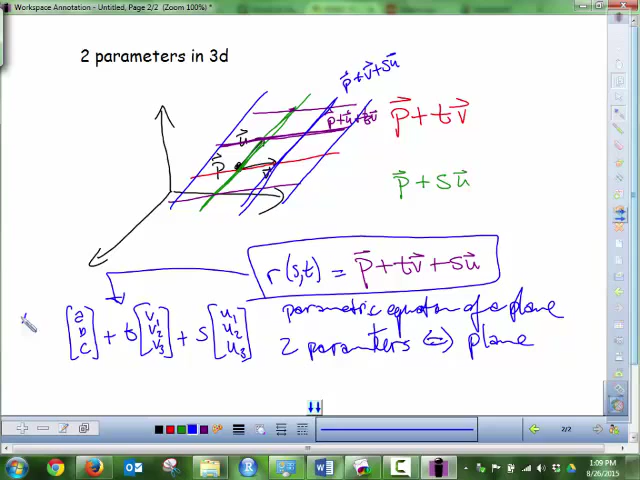 Workspace Annotation - Untitled, Page 2/2 (Zoom 100%) *
2 parameters in 3d
p⃗+v⃗+su⃗
p⃗+u⃗+tv⃗
p⃗ + tv⃗
u⃗
p⃗
v⃗
p⃗ + su⃗
r(s,t) = p⃗ + tv⃗ + su⃗
[a b c] + t [v₁ v₂ v₃] + s [u₁ u₂ u₃]
parametric equation of a plane
2 parameters ⇔ plane
2/2
1:09 PM
8/26/2015